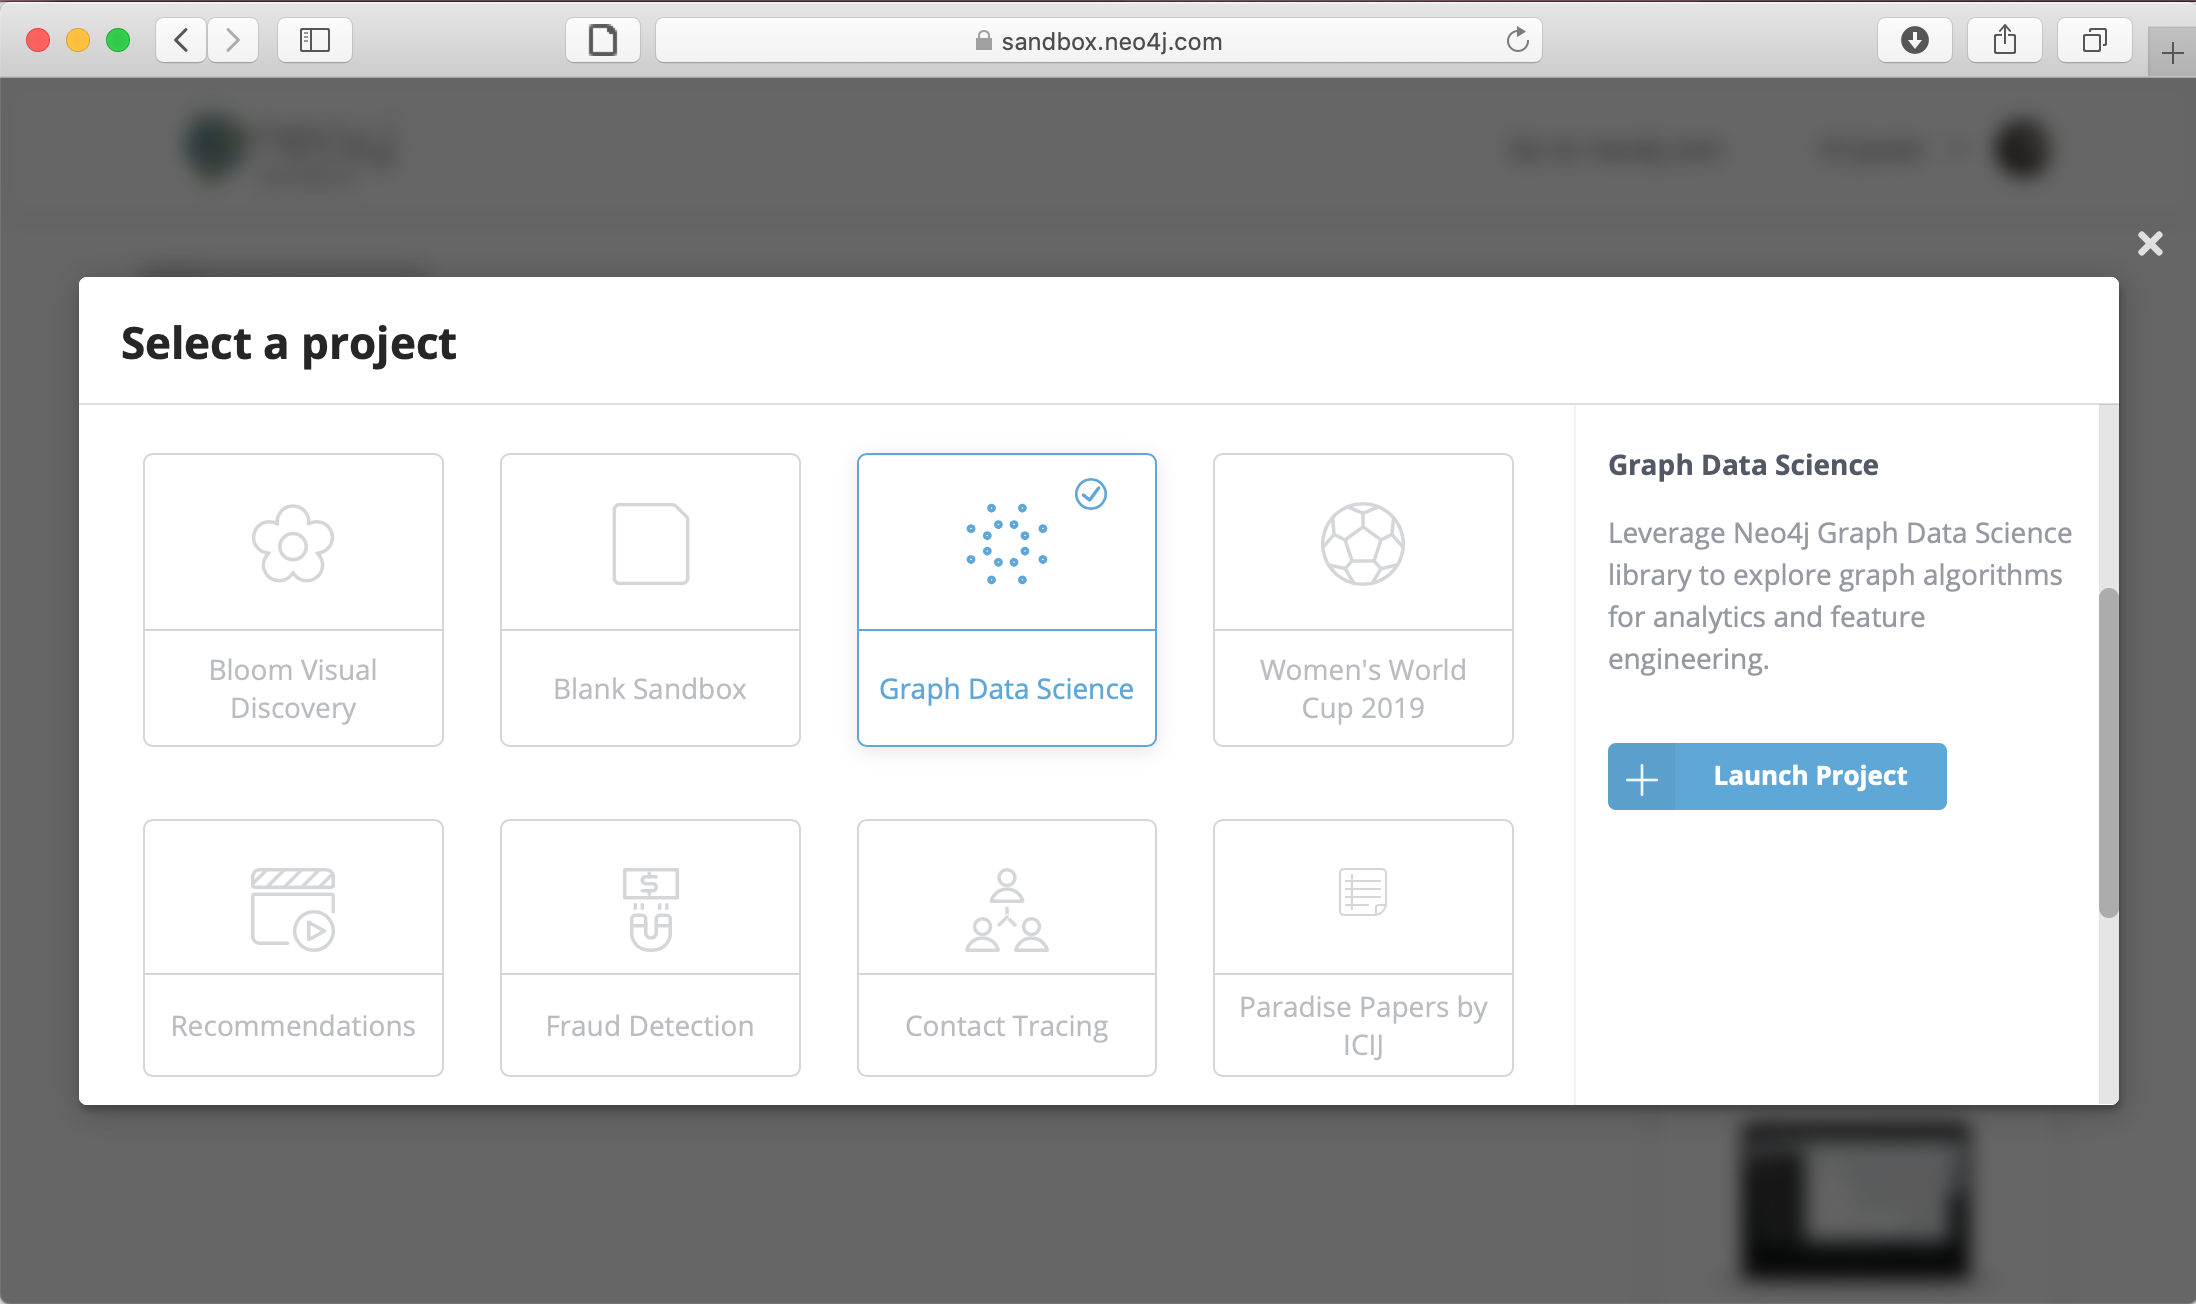 sandbox.neo4j.com
Select a project
Bloom Visual
Discovery
Blank Sandbox
Graph Data Science
Women's World
Cup 2019
Recommendations
Fraud Detection
Contact Tracing
Paradise Papers by
ICIJ
Graph Data Science
Leverage Neo4j Graph Data Science
library to explore graph algorithms
for analytics and feature
engineering.
Launch Project